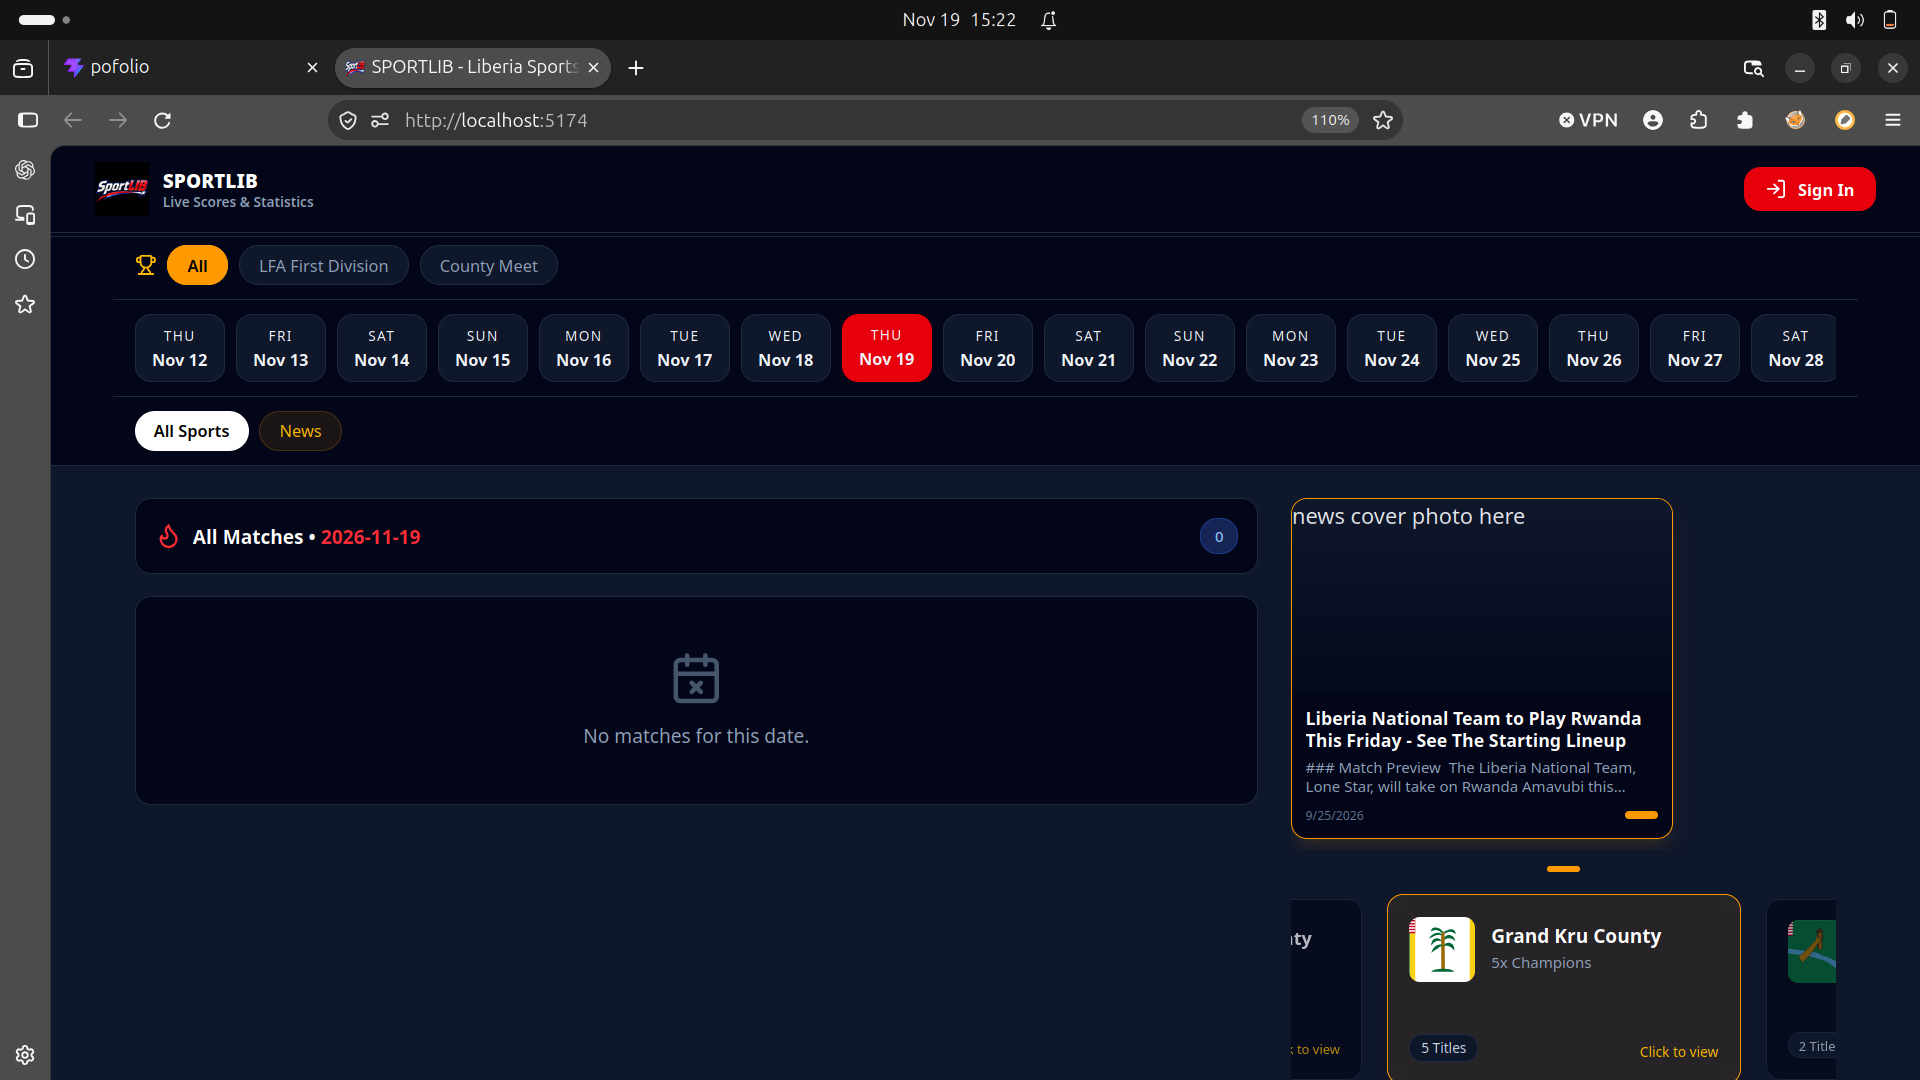 Nov 19 15:22
pofolio
SPORTLIB - Liberia Sports
http://localhost:5174
110%
VPN
SportLIB
SPORTLIB
Live Scores & Statistics
Sign In
All
LFA First Division
County Meet
THU FRI SAT SUN MON TUE WED THU FRI SAT SUN MON TUE WED THU FRI SAT
Nov 12 Nov 13 Nov 14 Nov 15 Nov 16 Nov 17 Nov 18 Nov 19 Nov 20 Nov 21 Nov 22 Nov 23 Nov 24 Nov 25 Nov 26 Nov 27 Nov 28
All Sports
News
All Matches • 2026-11-19
0
No matches for this date.
news cover photo here
Liberia National Team to Play Rwanda
This Friday - See The Starting Lineup
### Match Preview The Liberia National Team,
Lone Star, will take on Rwanda Amavubi this...
9/25/2026
nty
Grand Kru County
5x Champions
5 Titles
Click to view
k to view
2 Title